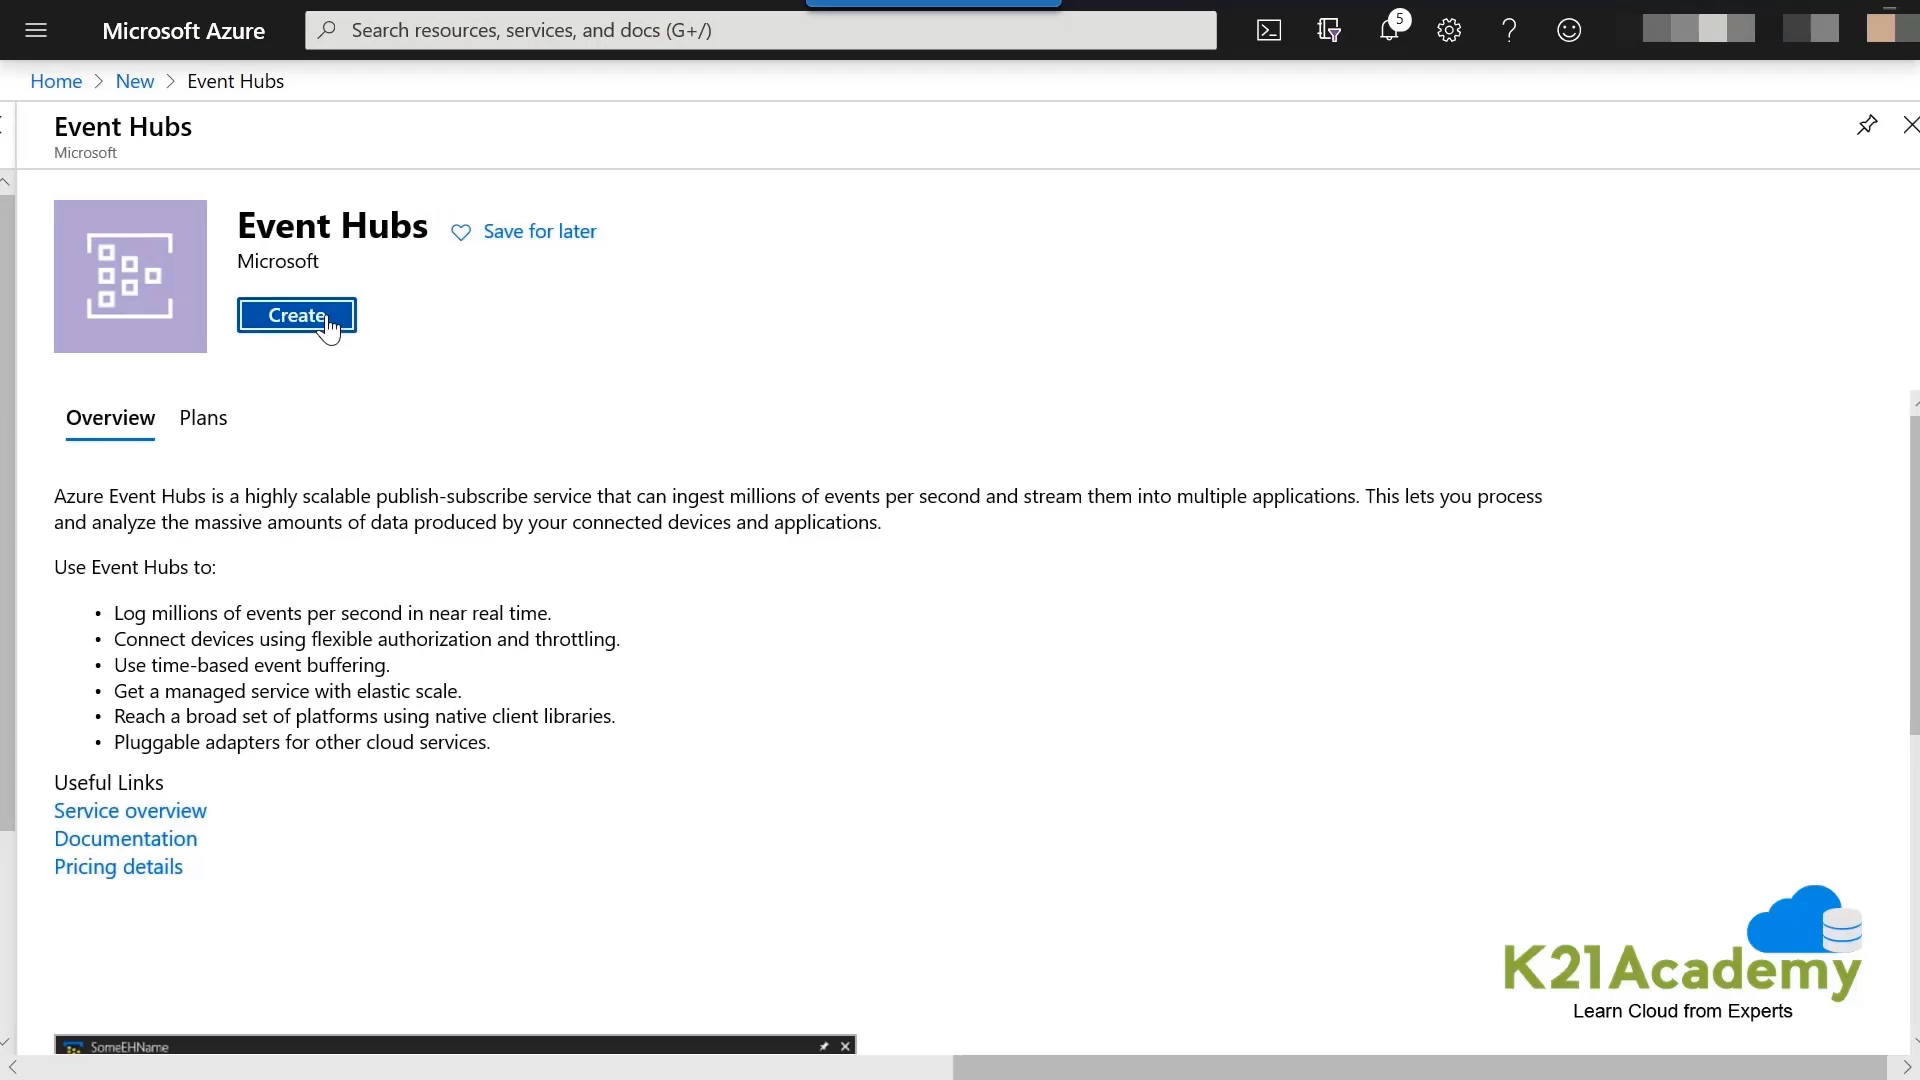 Microsoft Azure
Search resources, services, and docs (G+/)
5
Home > New > Event Hubs
Event Hubs
Microsoft
Event Hubs
Save for later
Microsoft
Create
Overview Plans
Azure Event Hubs is a highly scalable publish-subscribe service that can ingest millions of events per second and stream them into multiple applications. This lets you process
and analyze the massive amounts of data produced by your connected devices and applications.
Use Event Hubs to:
• Log millions of events per second in near real time.
• Connect devices using flexible authorization and throttling.
• Use time-based event buffering.
• Get a managed service with elastic scale.
• Reach a broad set of platforms using native client libraries.
• Pluggable adapters for other cloud services.
Useful Links
Service overview
Documentation
Pricing details
K21Academy
Learn Cloud from Experts
SomeEHName